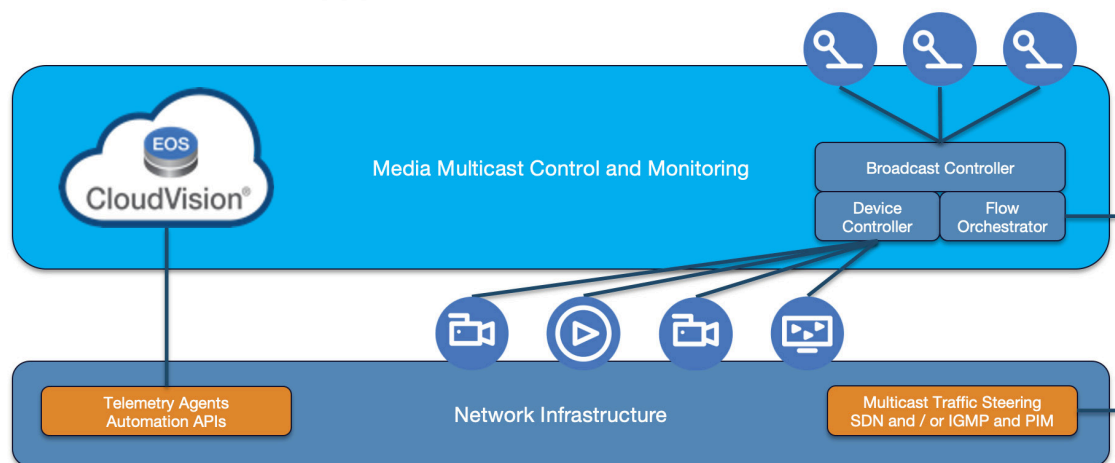 EOS
CloudVision®
Media Multicast Control and Monitoring
Broadcast Controller
Device
Controller
Flow
Orchestrator
Telemetry Agents
Automation APIs
Network Infrastructure
Multicast Traffic Steering
SDN and / or IGMP and PIM